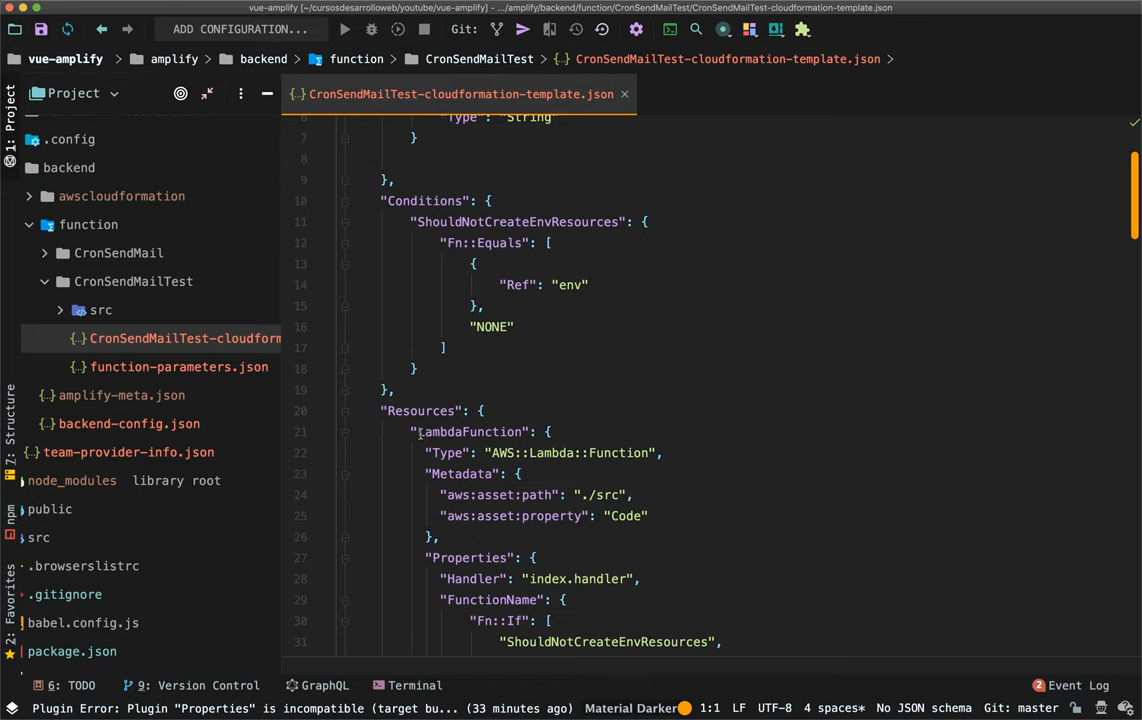 vue-amplify [~/cursosdesarrolloweb/youtube/vue-amplify] - .../amplify/backend/function/CronSendMailTest/CronSendMailTest-cloudformation-template.json
ADD CONFIGURATION... Git:
vue-amplify amplify backend function CronSendMailTest {} CronSendMailTest-cloudformation-template.json
1: Project
7: Structure
npm
2: Favorites
Project
.config
backend
awscloudformation
function
CronSendMail
CronSendMailTest
src
{} CronSendMailTest-cloudform
{} function-parameters.json
{} amplify-meta.json
{} backend-config.json
{} team-provider-info.json
node_modules library root
public
src
.browserslistrc
.gitignore
babel.config.js
package.json
{} CronSendMailTest-cloudformation-template.json
6 "Type": "String"
7 }
8
9 },
10 "Conditions": {
11 "ShouldNotCreateEnvResources": {
12 "Fn::Equals": [
13 {
14 "Ref": "env"
15 },
16 "NONE"
17 ]
18 }
19 },
20 "Resources": {
21 "LambdaFunction": {
22 "Type": "AWS::Lambda::Function",
23 "Metadata": {
24 "aws:asset:path": "./src",
25 "aws:asset:property": "Code"
26 },
27 "Properties": {
28 "Handler": "index.handler",
29 "FunctionName": {
30 "Fn::If": [
31 "ShouldNotCreateEnvResources",
6: TODO 9: Version Control GraphQL Terminal 2 Event Log
Plugin Error: Plugin "Properties" is incompatible (target bu... (33 minutes ago) Material Darker 1:1 LF UTF-8 4 spaces* No JSON schema Git: master